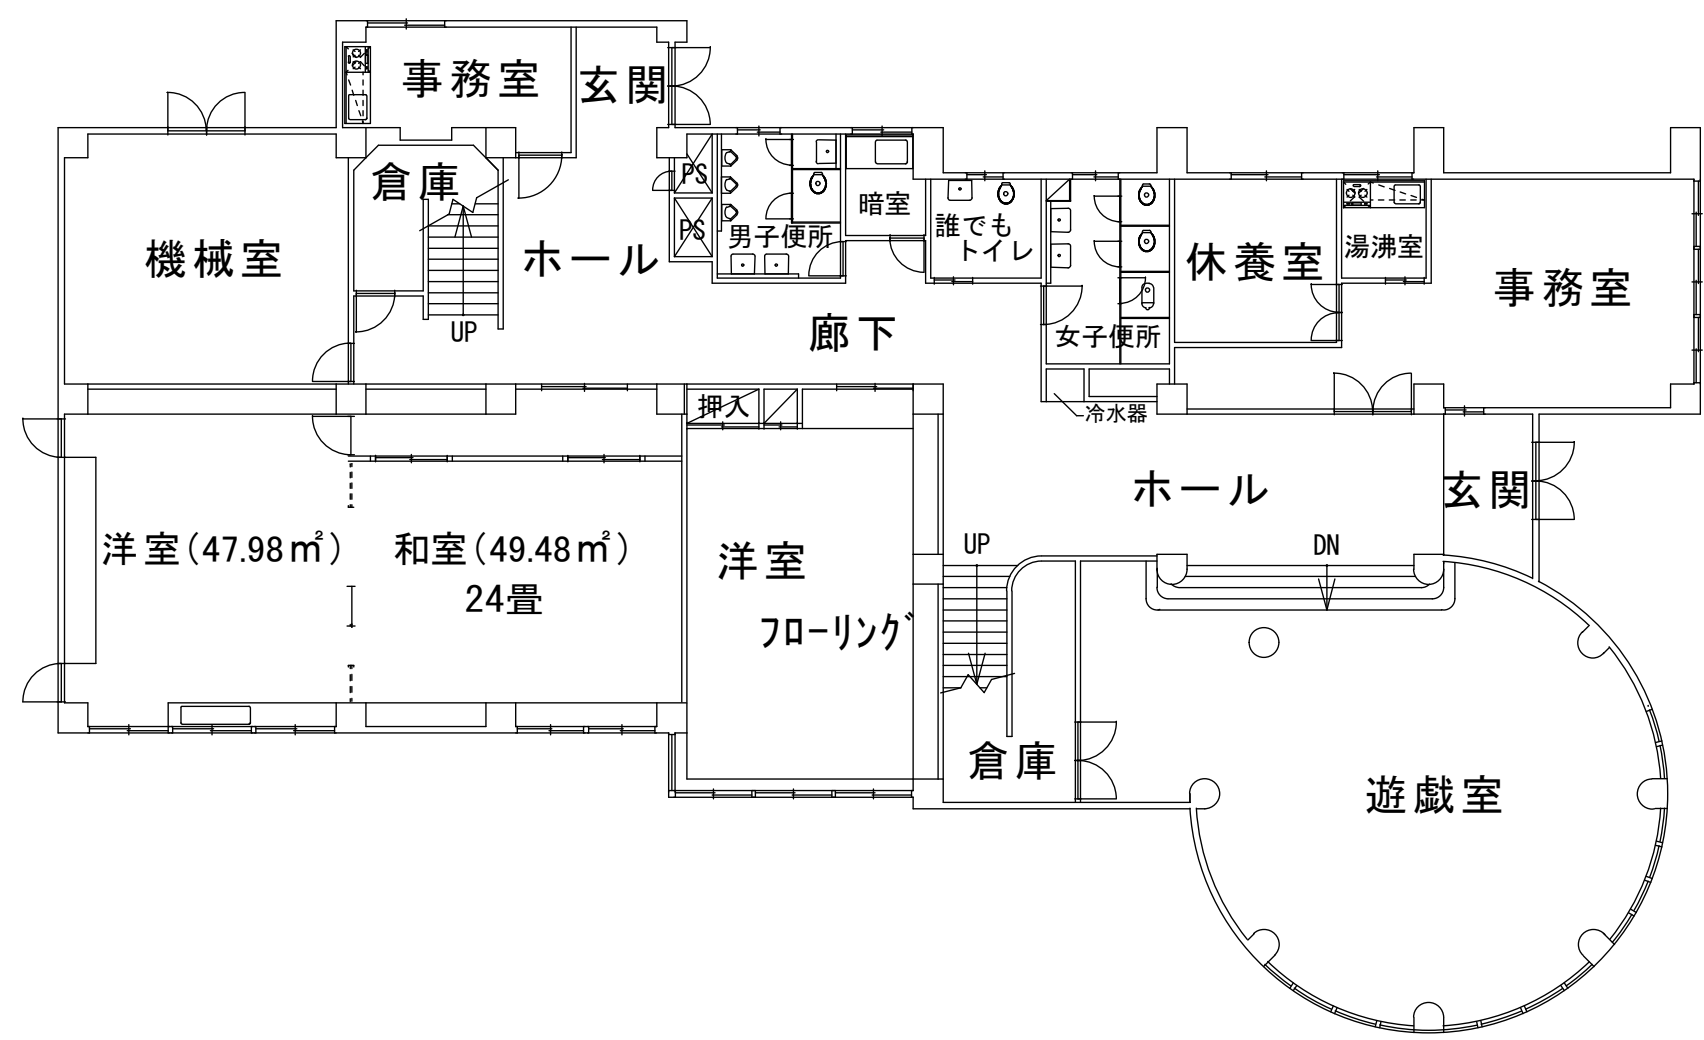 事務室
玄関
倉庫
PS
PS
機械室
ホール
男子便所
暗室
誰でも
トイレ
休養室
湯沸室
事務室
UP
廊下
女子便所
押入
冷水器
洋室(47.98㎡)
和室(49.48㎡)
24畳
洋室
フローリング
ホール
玄関
UP
DN
倉庫
遊戯室